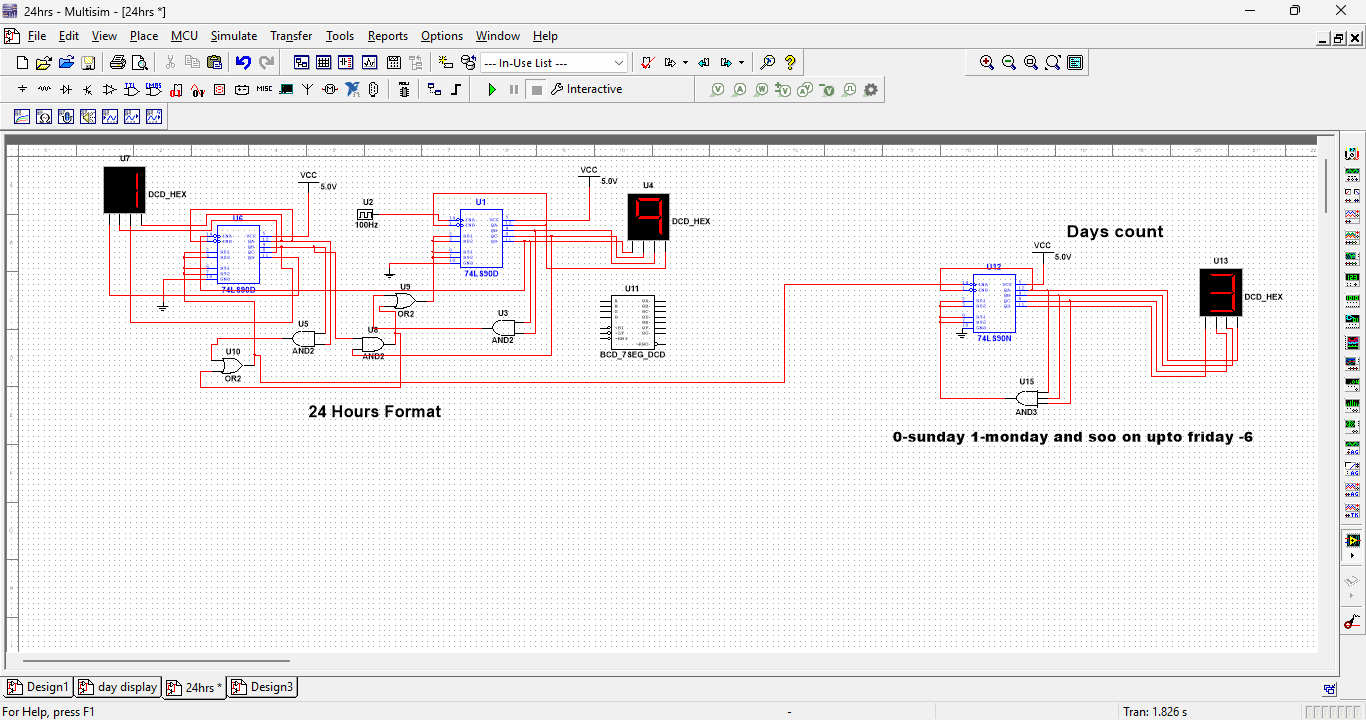 24hrs - Multisim - [24hrs *]
File Edit View Place MCU Simulate Transfer Tools Reports Options Window Help
--- In-Use List ---
MISC
Interactive
U7
DCD_HEX
VCC
5.0V
U6
74LS90D
U2
100Hz
U1
74LS90D
VCC
5.0V
U4
DCD_HEX
U9
OR2
U5
AND2
U8
AND2
U3
AND2
U10
OR2
U11
BCD_7SEG_DCD
24 Hours Format
Days count
VCC
5.0V
U12
74LS90N
U13
DCD_HEX
U15
AND3
0-sunday 1-monday and soo on upto friday -6
Design1 day display 24hrs * Design3
For Help, press F1
-
Tran: 1.826 s